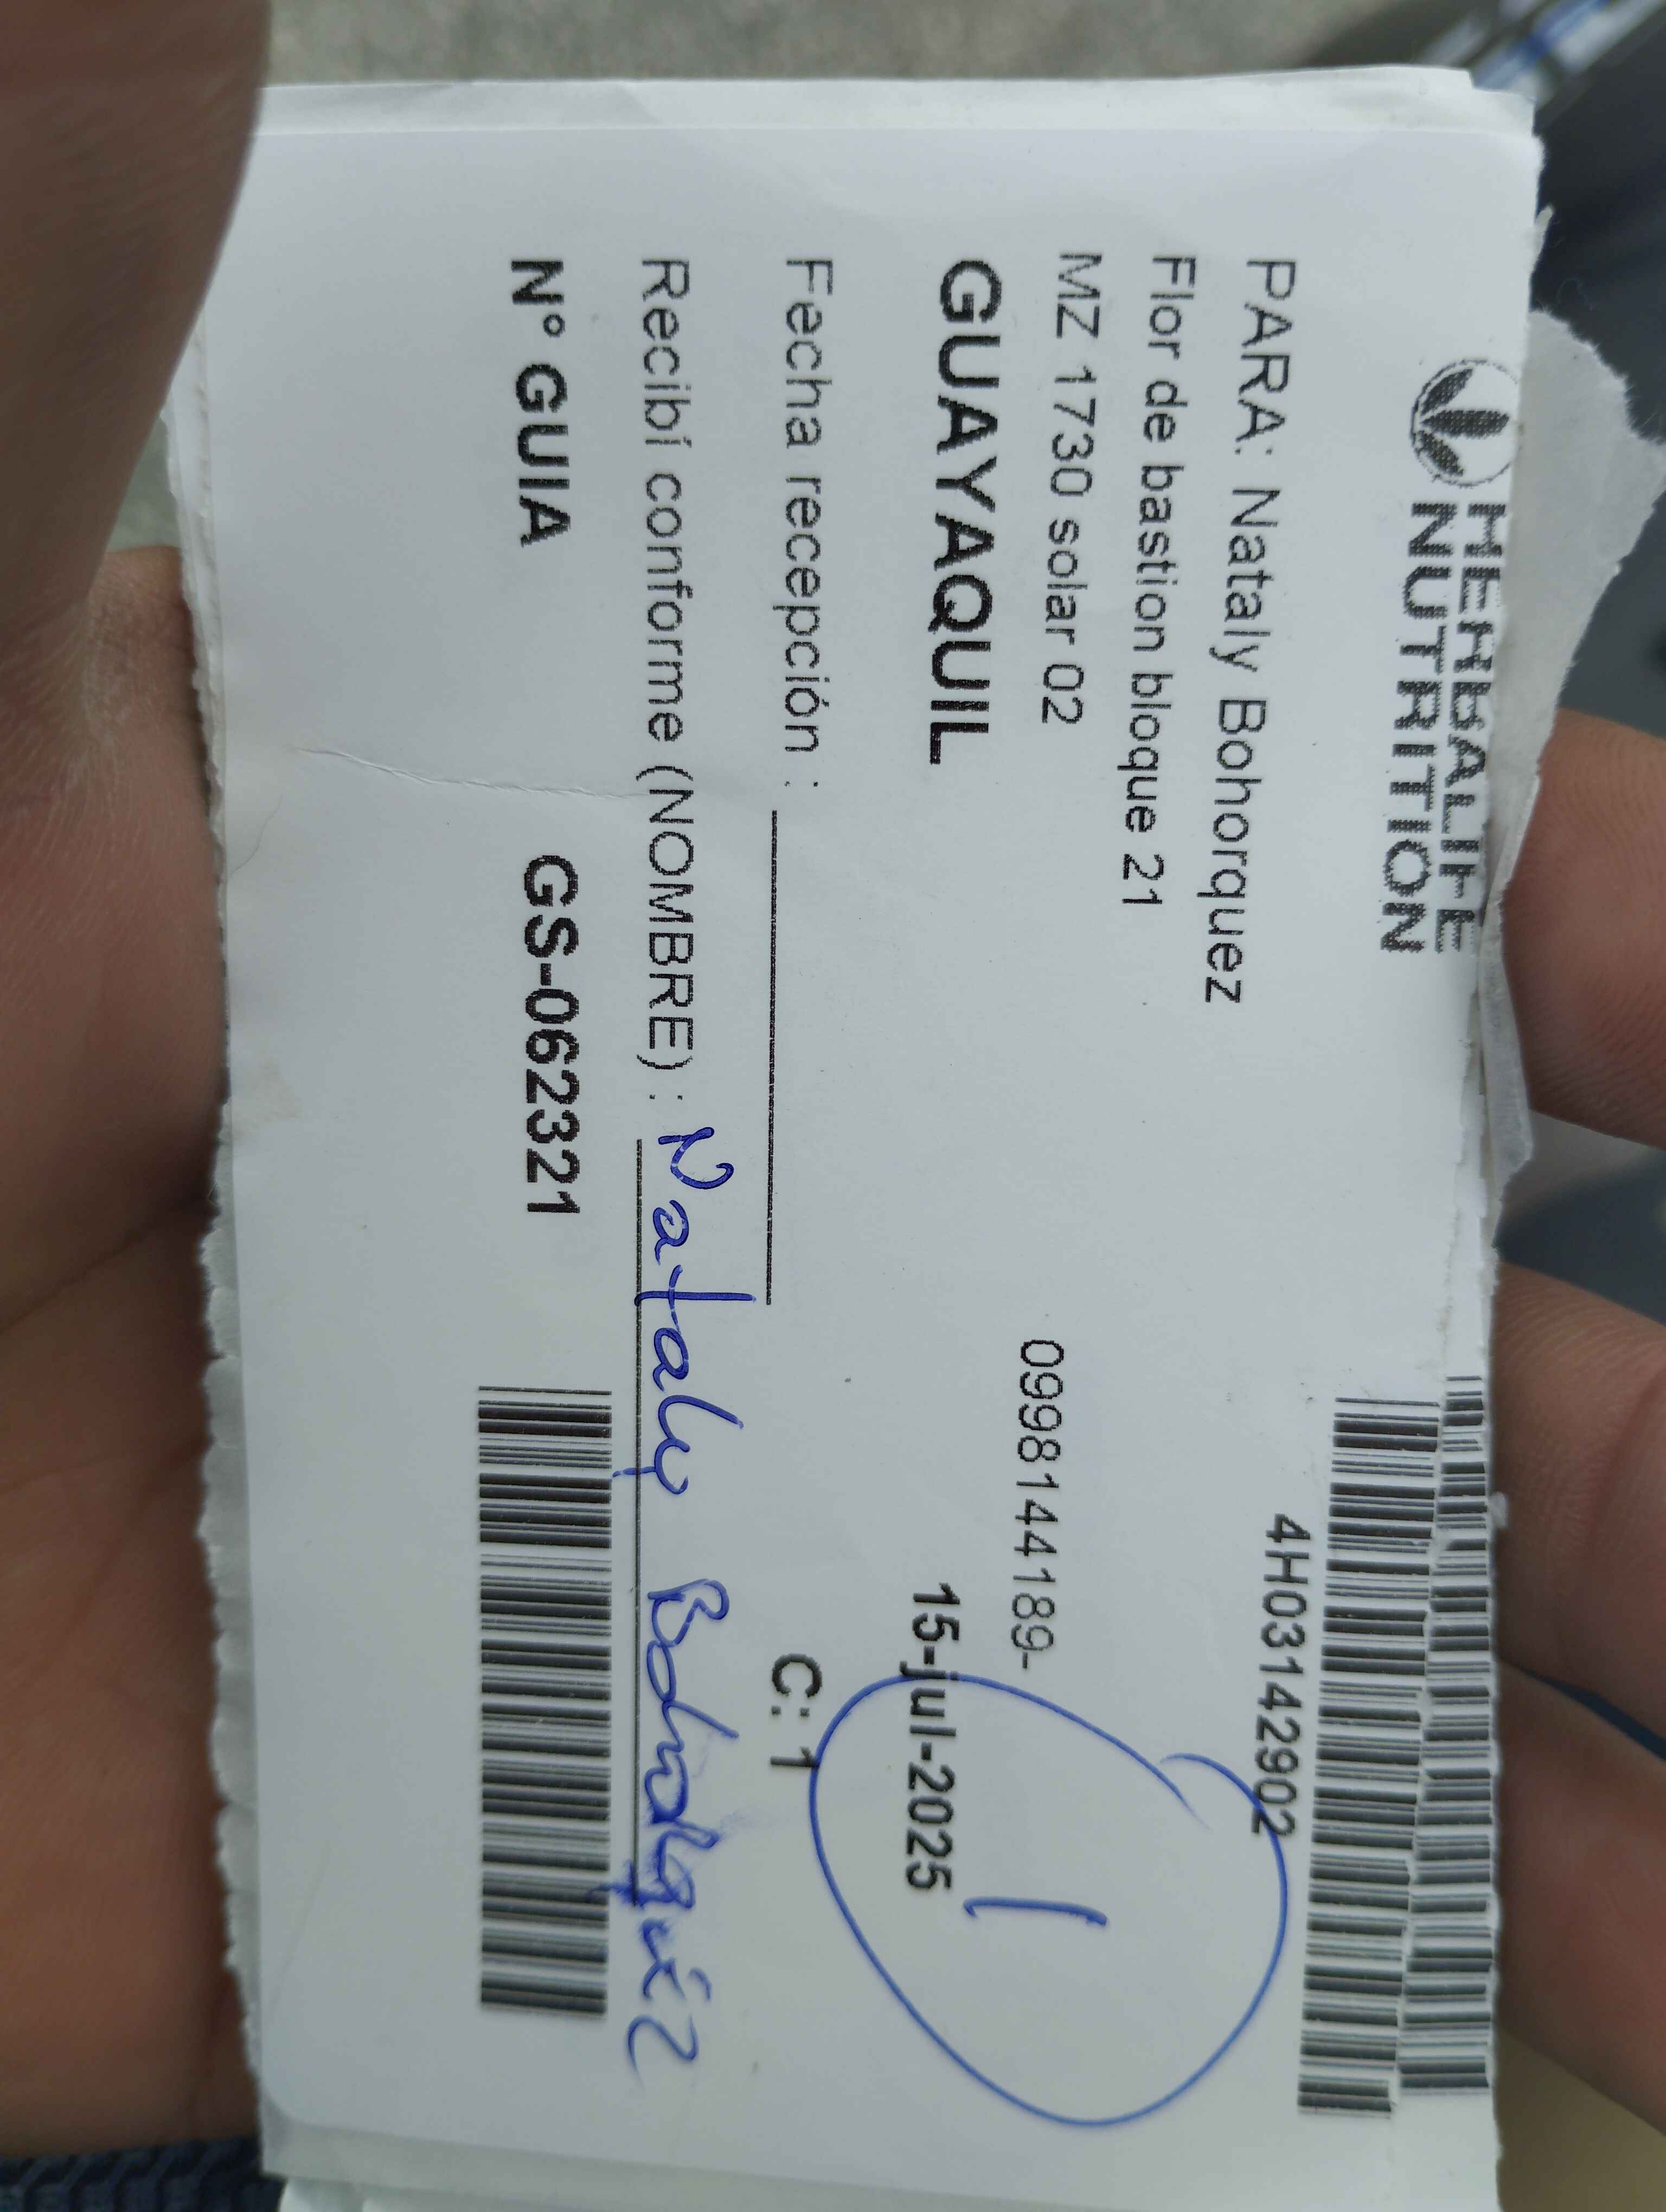 HERBALIFE
NUTRITION
4H03142902
PARA: Nataly Bohorquez
Flor de bastion bloque 21
MZ 1730 solar 02
0998144189-
GUAYAQUIL
15-jul-2025
1
Fecha recepción :
C: 1
Recibí conforme (NOMBRE) : Nataly Bohorquez
N° GUIA
GS-062321